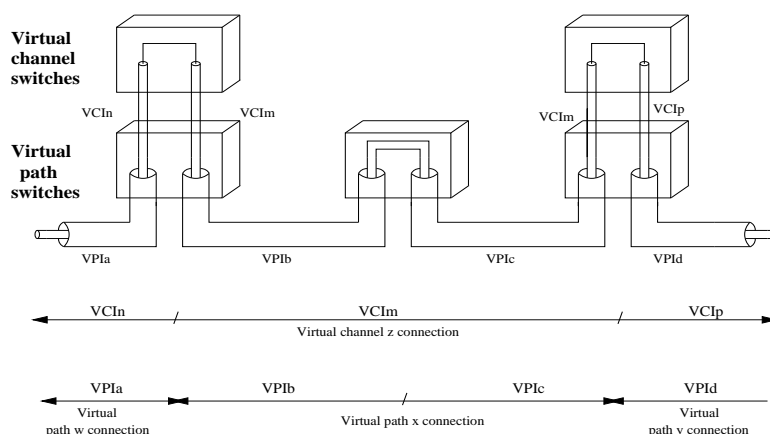 Virtual
channel
switches
VCIn
VCIm
VCIm
VCIp
Virtual
path
switches
VPIa
VPIb
VPIc
VPId
VCIn
VCIm
VCIp
Virtual channel z connection
VPIa
VPIb
VPIc
VPId
Virtual
path w connection
Virtual path x connection
Virtual
path y connection